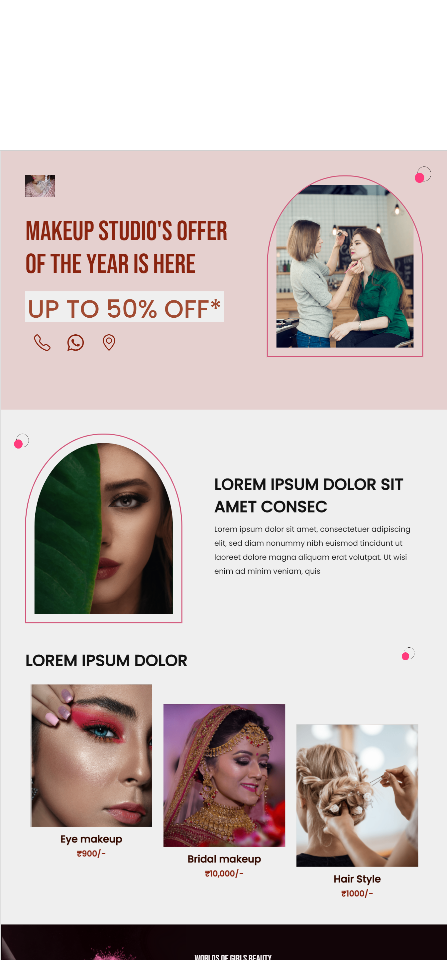 MAKEUP STUDIO'S OFFER
OF THE YEAR IS HERE
UP TO 50% OFF*
LOREM IPSUM DOLOR SIT
AMET CONSEC
Lorem ipsum dolor sit amet, consectetuer adipiscing
elit, sed diam nonummy nibh euismod tincidunt ut
laoreet dolore magna aliquam erat volutpat. Ut wisi
enim ad minim veniam, quis
LOREM IPSUM DOLOR
Eye makeup
₹900/-
Bridal makeup
₹10,000/-
Hair Style
₹1000/-
WORLDS OF GIRLS BEAUTY